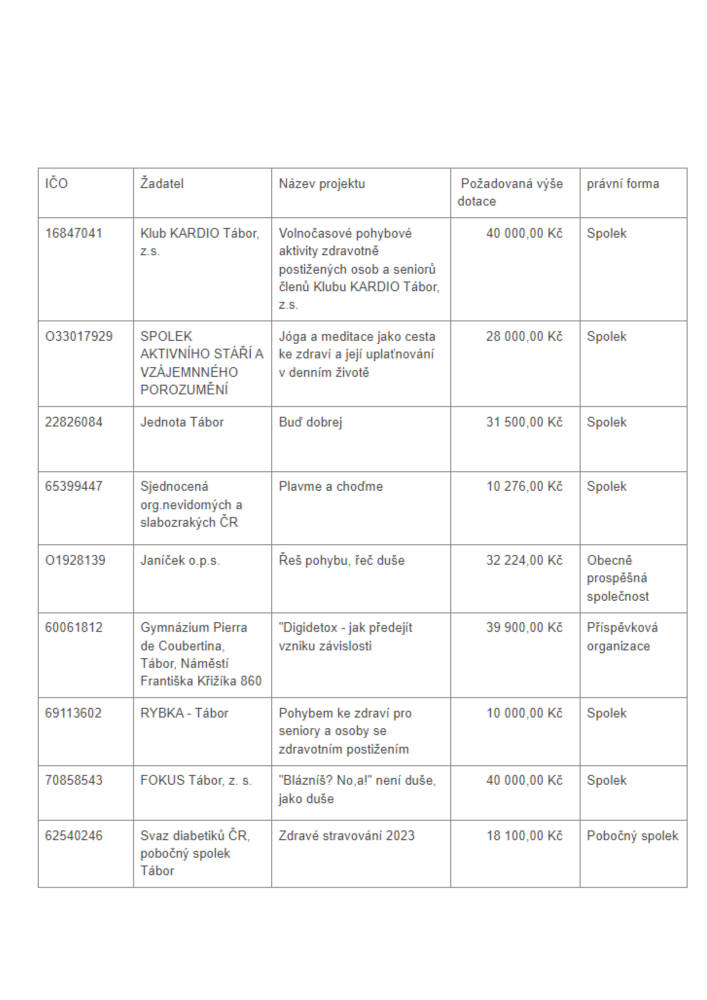 IČO Žadatel Název projektu Požadovaná výše právní forma
dotace
16847041 Klub KARDIO Tábor, Volnočasové pohybové 40 000,00 Kč Spolek
z.s. aktivity zdravotně
postižených osob a seniorů
členů Klubu KARDIO Tábor,
z.s.
O33017929 SPOLEK Jóga a meditace jako cesta 28 000,00 Kč Spolek
AKTIVNÍHO STÁŘÍ A ke zdraví a její uplaťnování
VZÁJEMNNÉHO v denním životě
POROZUMĚNÍ
22826084 Jednota Tábor Buď dobrej 31 500,00 Kč Spolek
65399447 Sjednocená Plavme a choďme 10 276,00 Kč Spolek
org.nevidomých a
slabozrakých ČR
O1928139 Janíček o.p.s. Řeš pohybu, řeč duše 32 224,00 Kč Obecně
prospěšná
společnost
60061812 Gymnázium Pierra "Digidetox - jak předejít 39 900,00 Kč Příspěvková
de Coubertina, vzniku závislosti organizace
Tábor, Náměstí
Františka Křižíka 860
69113602 RYBKA - Tábor Pohybem ke zdraví pro 10 000,00 Kč Spolek
seniory a osoby se
zdravotním postižením
70858543 FOKUS Tábor, z. s. "Blázníš? No,a!" není duše, 40 000,00 Kč Spolek
jako duše
62540246 Svaz diabetiků ČR, Zdravé stravování 2023 18 100,00 Kč Pobočný spolek
pobočný spolek
Tábor